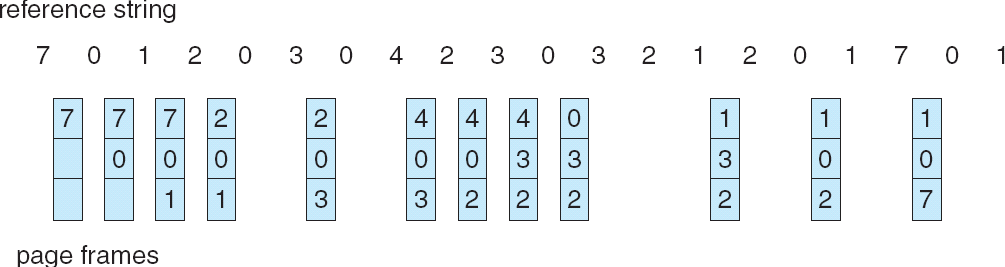 reference string
7 0 1 2 0 3 0 4 2 3 0 3 2 1 2 0 1 7 0 1
7 7 7 2 2 4 4 4 0 1 1 1
0 0 0 0 0 0 3 3 3 0 0
1 1 3 3 2 2 2 2 2 7
page frames